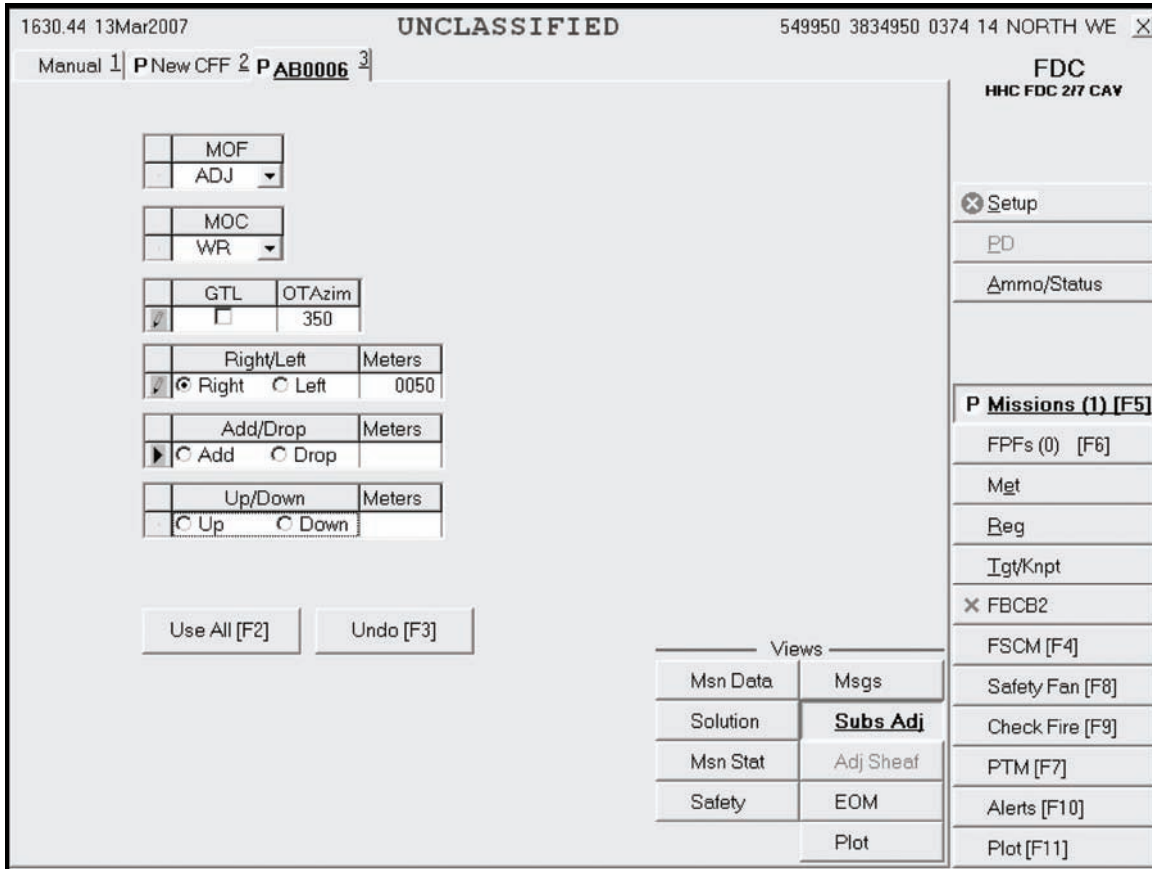 1630.44 13Mar2007 UNCLASSIFIED 549950 3834950 0374 14 NORTH WE X
Manual 1 P New CFF 2 P AB0006 3
FDC
HHC FDC 2/7 CAV
MOF
ADJ
MOC
WR
GTL OTAzim
350
Right/Left Meters
Right Left 0050
Add/Drop Meters
Add Drop
Up/Down Meters
Up Down
Use All [F2] Undo [F3]
Views
Msn Data Msgs
Solution Subs Adj
Msn Stat Adj Sheaf
Safety EOM
Plot
Setup
PD
Ammo/Status
P Missions (1) [F5]
FPFs (0) [F6]
Met
Reg
Tgt/Knpt
FBCB2
FSCM [F4]
Safety Fan [F8]
Check Fire [F9]
PTM [F7]
Alerts [F10]
Plot [F11]